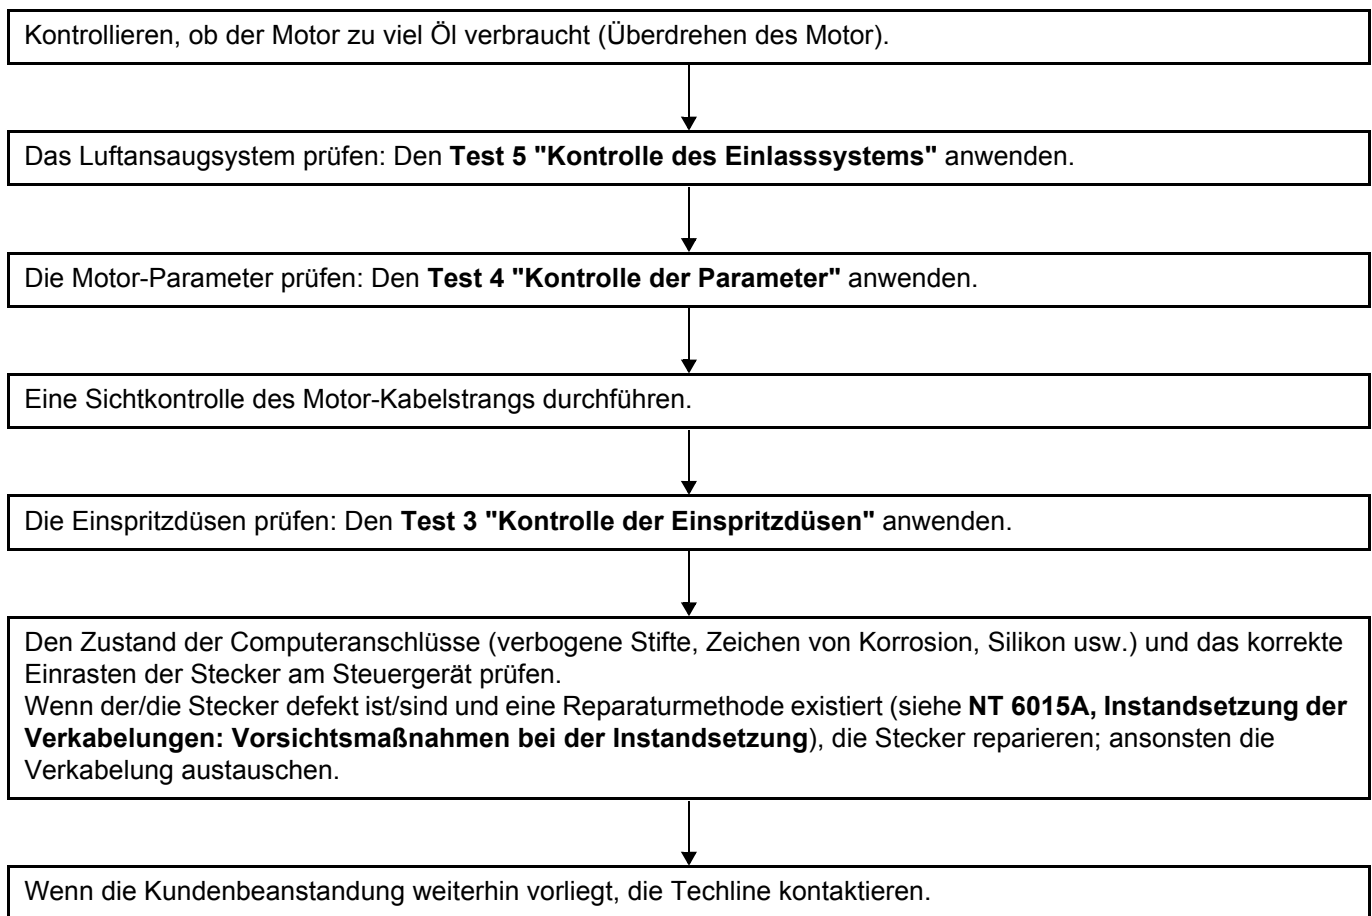 Kontrollieren, ob der Motor zu viel Öl verbraucht (Überdrehen des Motor).
Das Luftansaugsystem prüfen: Den Test 5 "Kontrolle des Einlasssystems" anwenden.
Die Motor-Parameter prüfen: Den Test 4 "Kontrolle der Parameter" anwenden.
Eine Sichtkontrolle des Motor-Kabelstrangs durchführen.
Die Einspritzdüsen prüfen: Den Test 3 "Kontrolle der Einspritzdüsen" anwenden.
Den Zustand der Computeranschlüsse (verbogene Stifte, Zeichen von Korrosion, Silikon usw.) und das korrekte
Einrasten der Stecker am Steuergerät prüfen.
Wenn der/die Stecker defekt ist/sind und eine Reparaturmethode existiert (siehe NT 6015A, Instandsetzung der
Verkabelungen: Vorsichtsmaßnahmen bei der Instandsetzung), die Stecker reparieren; ansonsten die
Verkabelung austauschen.
Wenn die Kundenbeanstandung weiterhin vorliegt, die Techline kontaktieren.